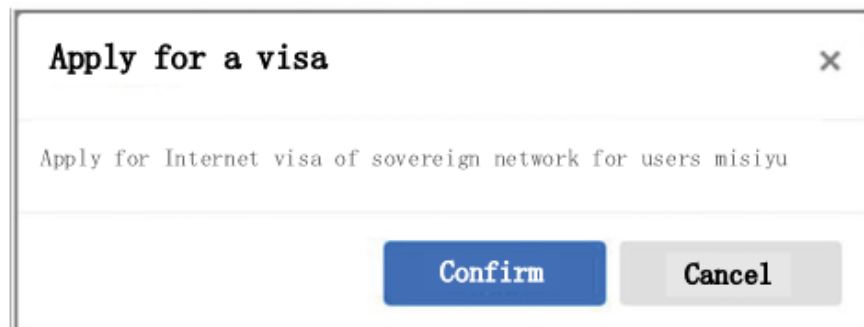 Apply for a visa
Apply for Internet visa of sovereign network for users misiyu
Confirm
Cancel